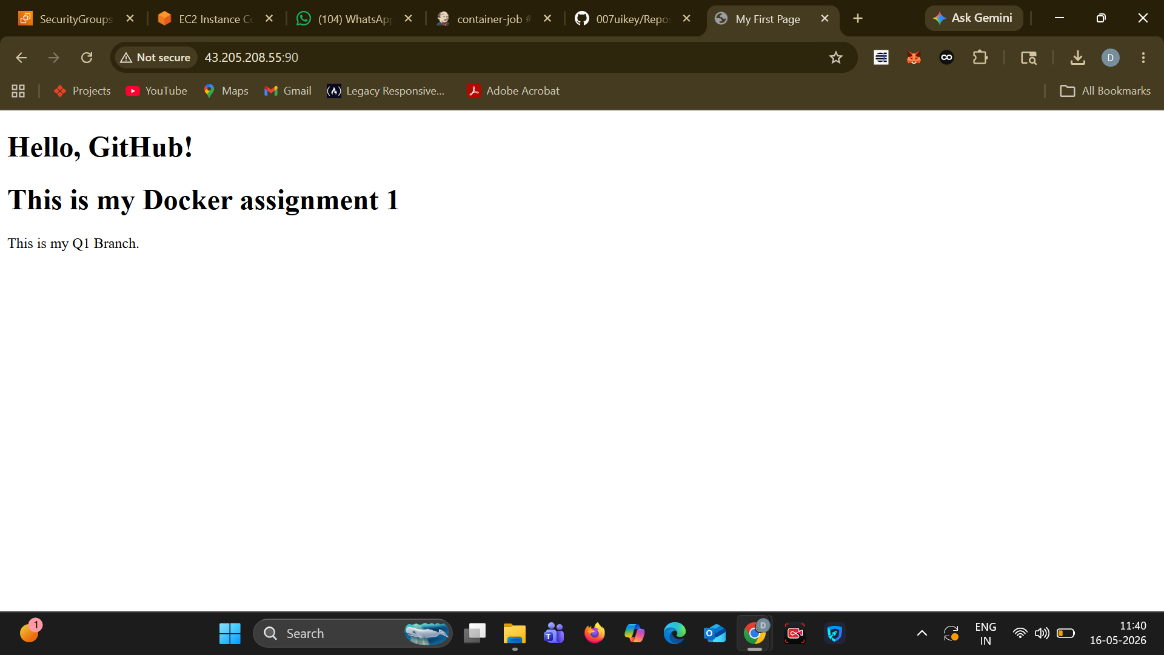 SecurityGroups
EC2 Instance Co
(104) WhatsApp
container-job #
007uikey/Repo
My First Page
Ask Gemini
Not secure
43.205.208.55:90
D
Projects
YouTube
Maps
Gmail
Legacy Responsive...
Adobe Acrobat
All Bookmarks
Hello, GitHub!
This is my Docker assignment 1
This is my Q1 Branch.
1
Search
D
ENG
IN
11:40
16-05-2026